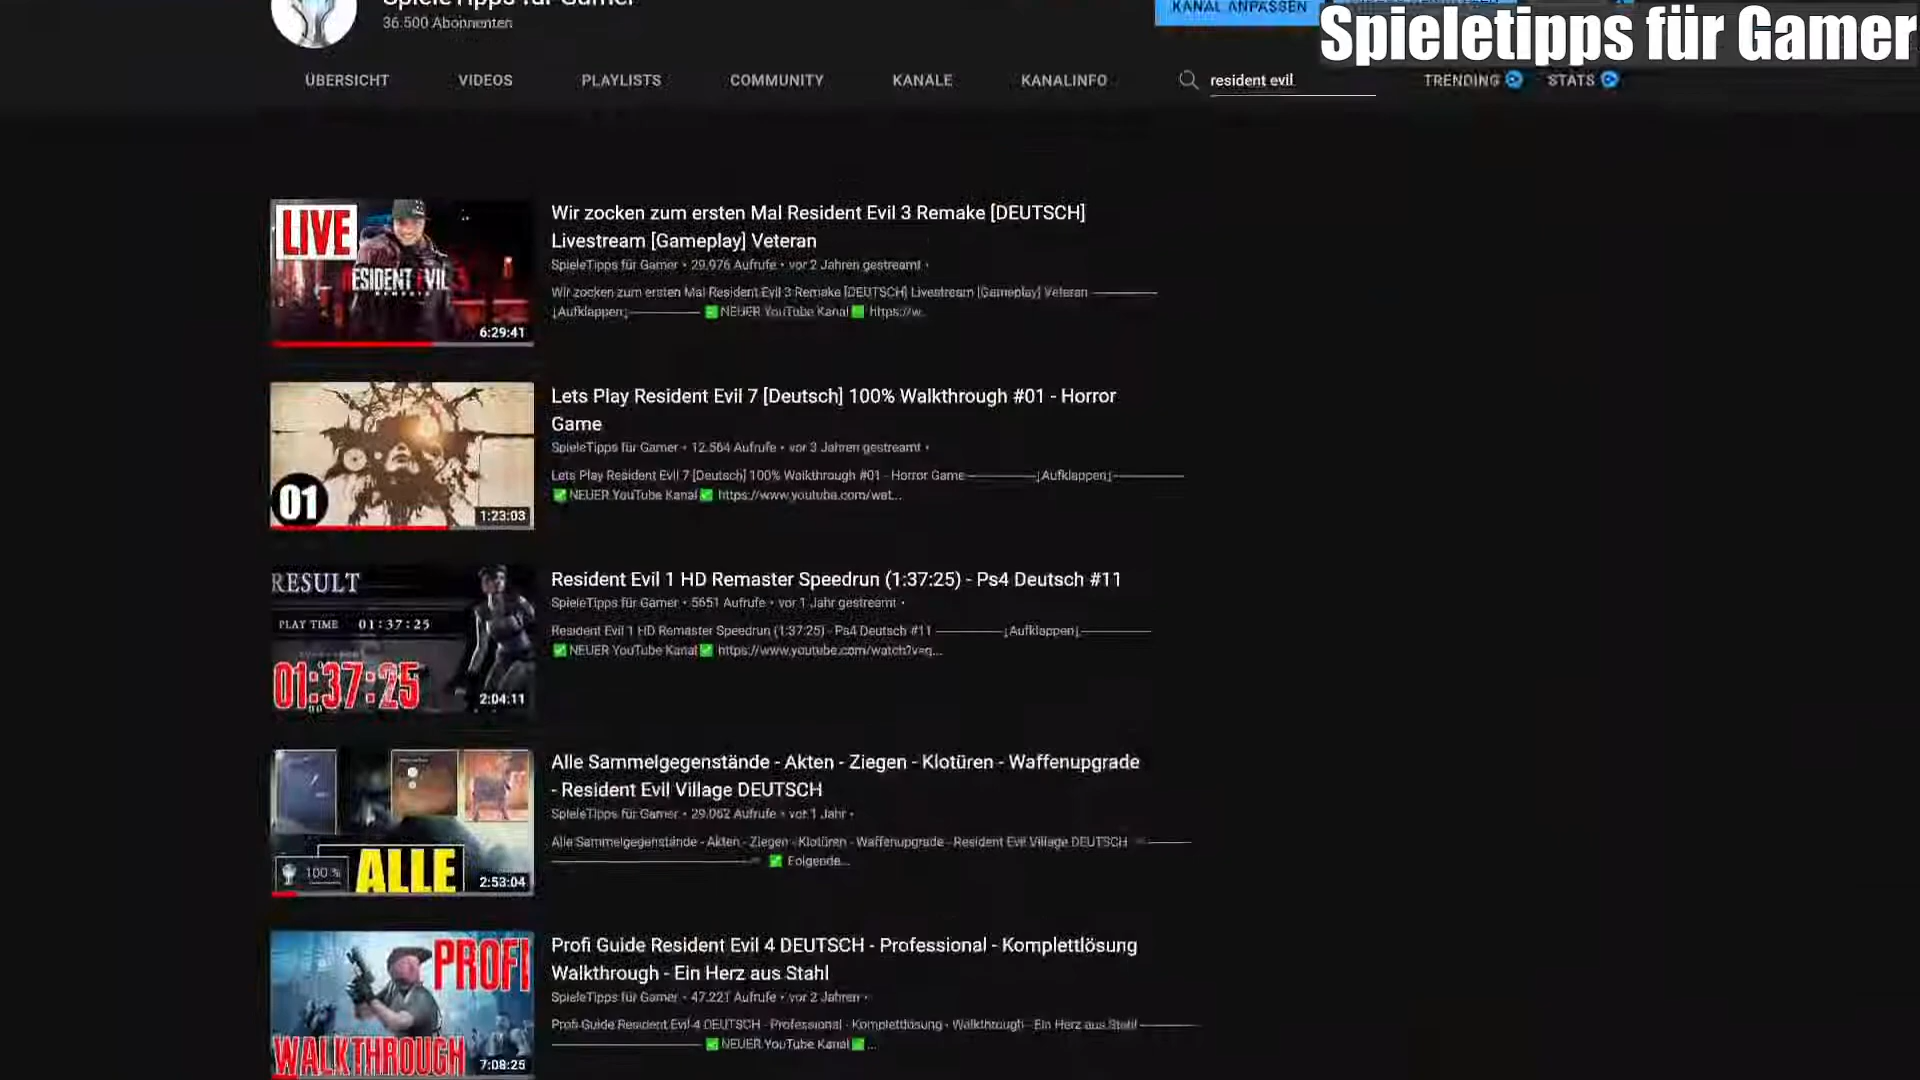 SpieleTipps für Gamer
36.500 Abonnenten
KANAL ANPASSEN
Spieletipps für Gamer
ÜBERSICHT
VIDEOS
PLAYLISTS
COMMUNITY
KANÄLE
KANALINFO
resident evil
TRENDING
STATS
LIVE
RESIDENT EVIL
6:29:41
Wir zocken zum ersten Mal Resident Evil 3 Remake [DEUTSCH]
Livestream [Gameplay] Veteran
SpieleTipps für Gamer • 29.976 Aufrufe • vor 2 Jahren gestreamt •
Wir zocken zum ersten Mal Resident Evil 3 Remake [DEUTSCH] Livestream [Gameplay] Veteran ————
↓Aufklappen↓———— ✅NEUER YouTube Kanal✅ https://w...
01
1:23:03
Lets Play Resident Evil 7 [Deutsch] 100% Walkthrough #01 - Horror
Game
SpieleTipps für Gamer • 12.564 Aufrufe • vor 3 Jahren gestreamt •
Lets Play Resident Evil 7 [Deutsch] 100% Walkthrough #01 - Horror Game ————↓Aufklappen↓————
✅NEUER YouTube Kanal✅ https://www.youtube.com/wat...
RESULT
PLAY TIME 01:37:25
01:37:25
2:04:11
Resident Evil 1 HD Remaster Speedrun (1:37:25) - Ps4 Deutsch #11
SpieleTipps für Gamer • 5651 Aufrufe • vor 1 Jahr gestreamt •
Resident Evil 1 HD Remaster Speedrun (1:37:25) - Ps4 Deutsch #11 ————↓Aufklappen↓————
✅NEUER YouTube Kanal✅ https://www.youtube.com/watch?v=q...
100 %
ALLE
2:53:04
Alle Sammelgegenstände - Akten - Ziegen - Klotüren - Waffenupgrade
- Resident Evil Village DEUTSCH
SpieleTipps für Gamer • 29.062 Aufrufe • vor 1 Jahr •
Alle Sammelgegenstände - Akten - Ziegen - Klotüren - Waffenupgrade - Resident Evil Village DEUTSCH ————
———— ✅ Folgende...
PROFI
WALKTHROUGH
7:08:25
Profi Guide Resident Evil 4 DEUTSCH - Professional - Komplettlösung
Walkthrough - Ein Herz aus Stahl
SpieleTipps für Gamer • 47.221 Aufrufe • vor 2 Jahren •
Profi Guide Resident Evil 4 DEUTSCH - Professional - Komplettlösung - Walkthrough - Ein Herz aus Stahl ————
———— ✅NEUER YouTube Kanal✅ ...